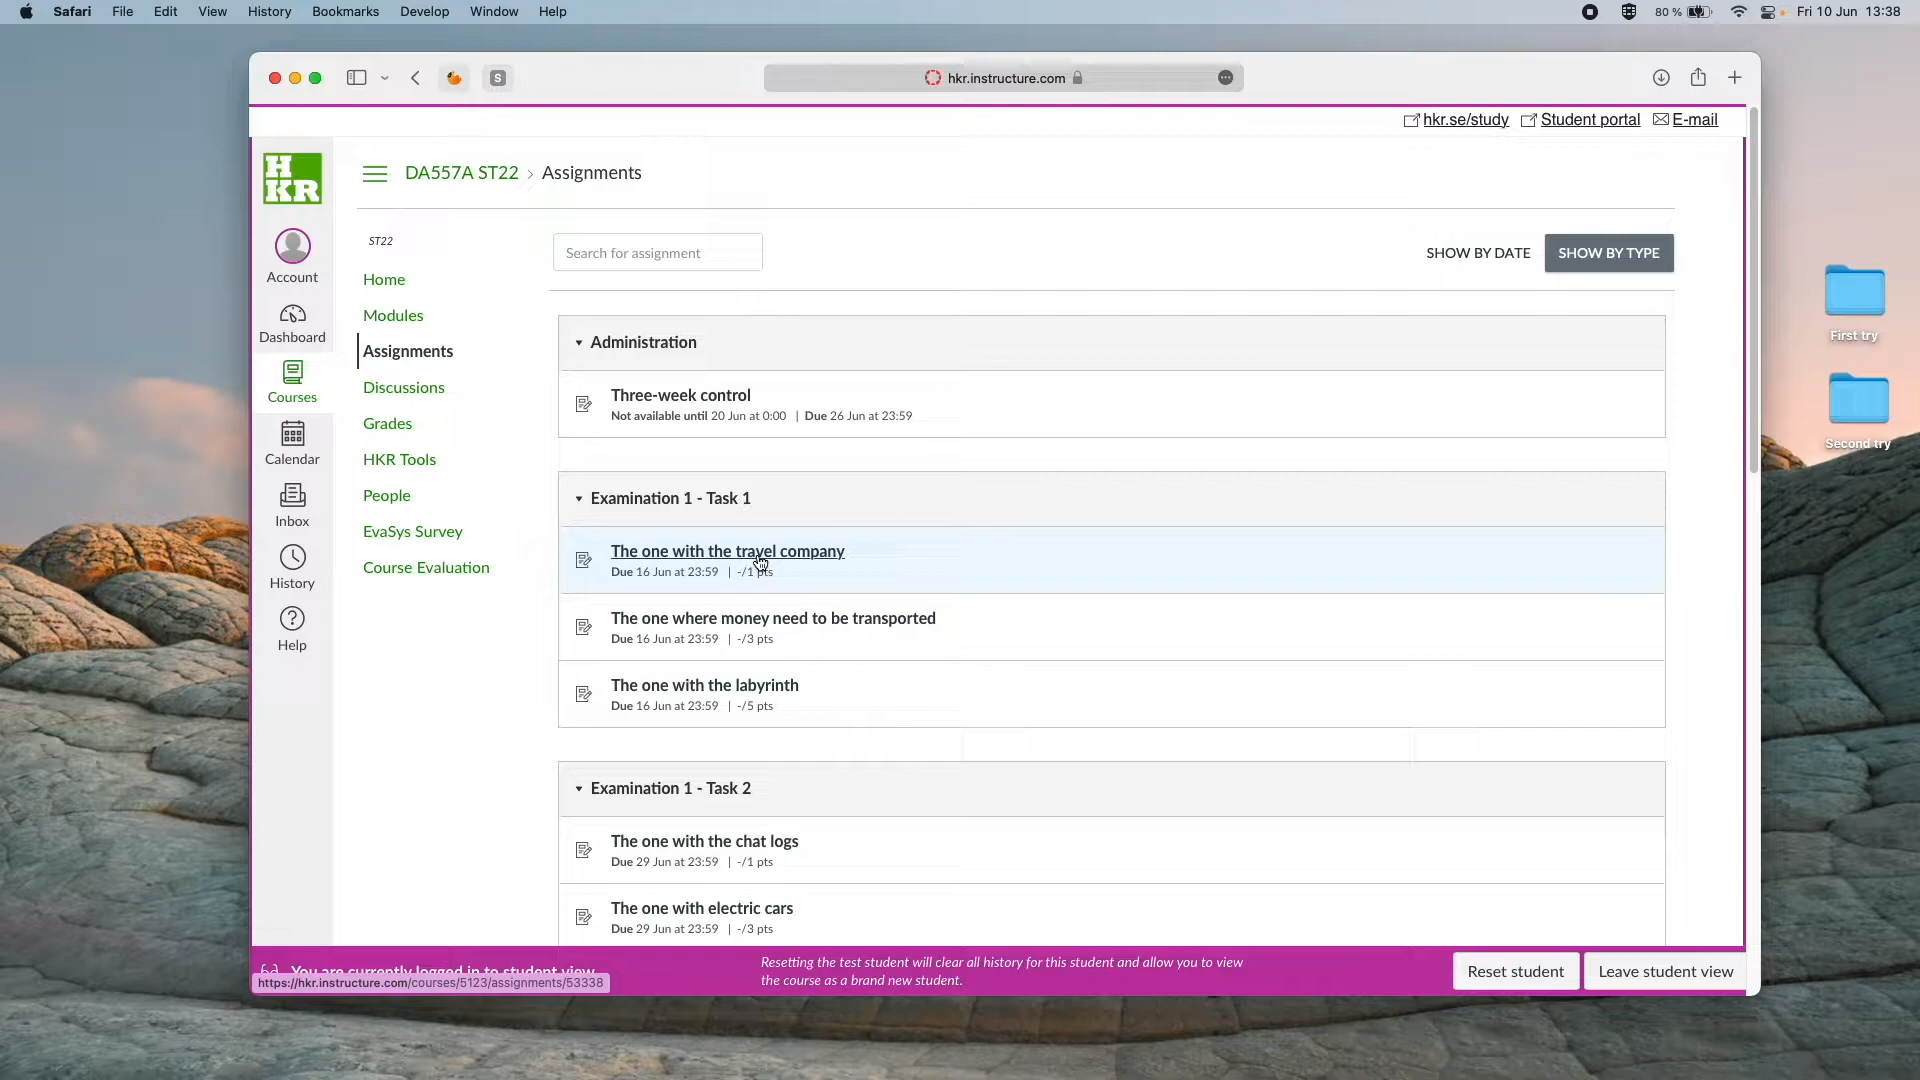 Safari File Edit View History Bookmarks Develop Window Help
80 % Fri 10 Jun 13:38
S
hkr.instructure.com
hkr.se/study Student portal E-mail
H
KR
DA557A ST22 > Assignments
Account
Dashboard
Courses
Calendar
Inbox
History
Help
ST22
Home
Modules
Assignments
Discussions
Grades
HKR Tools
People
EvaSys Survey
Course Evaluation
Search for assignment
SHOW BY DATE SHOW BY TYPE
Administration
Three-week control
Not available until 20 Jun at 0:00 | Due 26 Jun at 23:59
Examination 1 - Task 1
The one with the travel company
Due 16 Jun at 23:59 | -/1 pts
The one where money need to be transported
Due 16 Jun at 23:59 | -/3 pts
The one with the labyrinth
Due 16 Jun at 23:59 | -/5 pts
Examination 1 - Task 2
The one with the chat logs
Due 29 Jun at 23:59 | -/1 pts
The one with electric cars
Due 29 Jun at 23:59 | -/3 pts
You are currently logged in to student view
https://hkr.instructure.com/courses/5123/assignments/53338
Resetting the test student will clear all history for this student and allow you to view
the course as a brand new student.
Reset student
Leave student view
First try
Second try